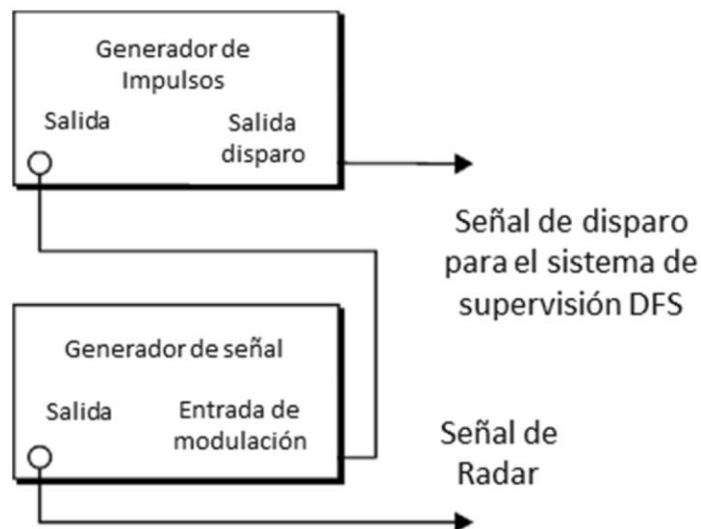 Generador de
Impulsos
Salida
Salida
disparo
Señal de disparo
para el sistema de
supervisión DFS
Generador de señal
Salida
Entrada de
modulación
Señal de
Radar